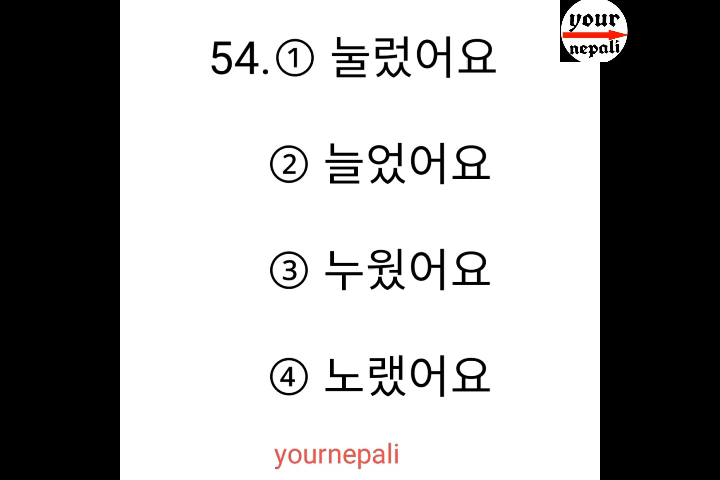 your
nepali
54.① 눌렀어요
② 늘었어요
③ 누웠어요
④ 노랬어요
yournepali